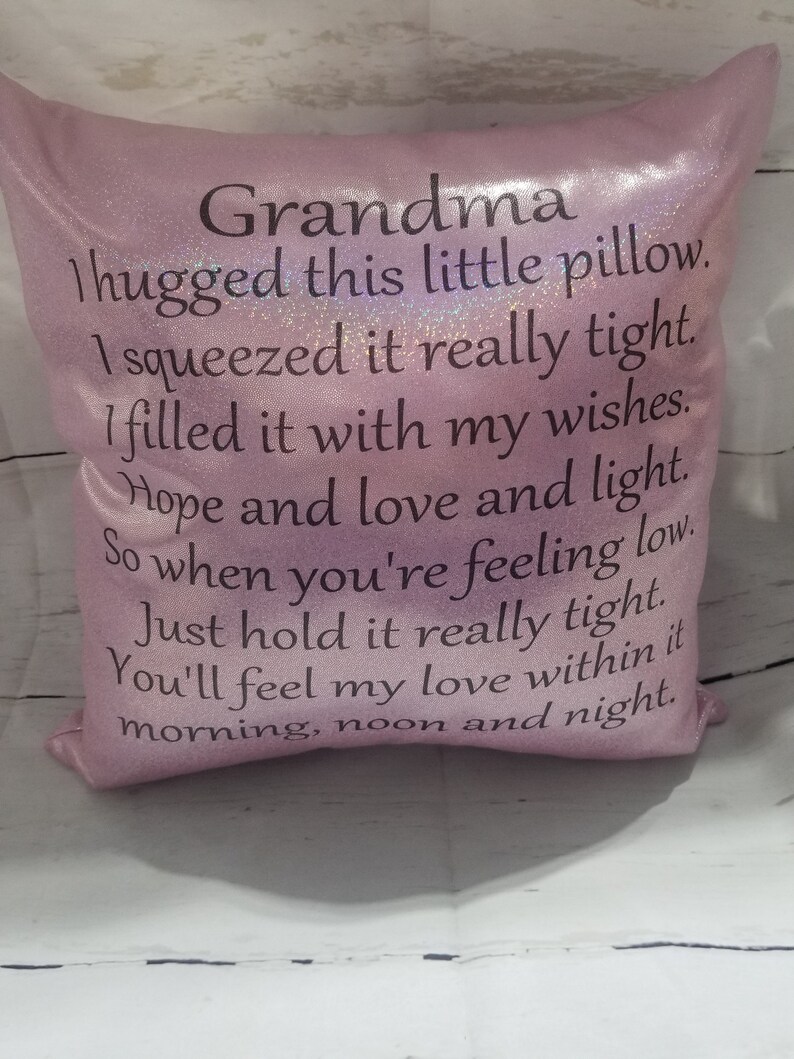 Grandma
I hugged this little pillow.
I squeezed it really tight.
I filled it with my wishes.
Hope and love and light.
So when you're feeling low.
Just hold it really tight.
You'll feel my love within it
morning, noon and night.